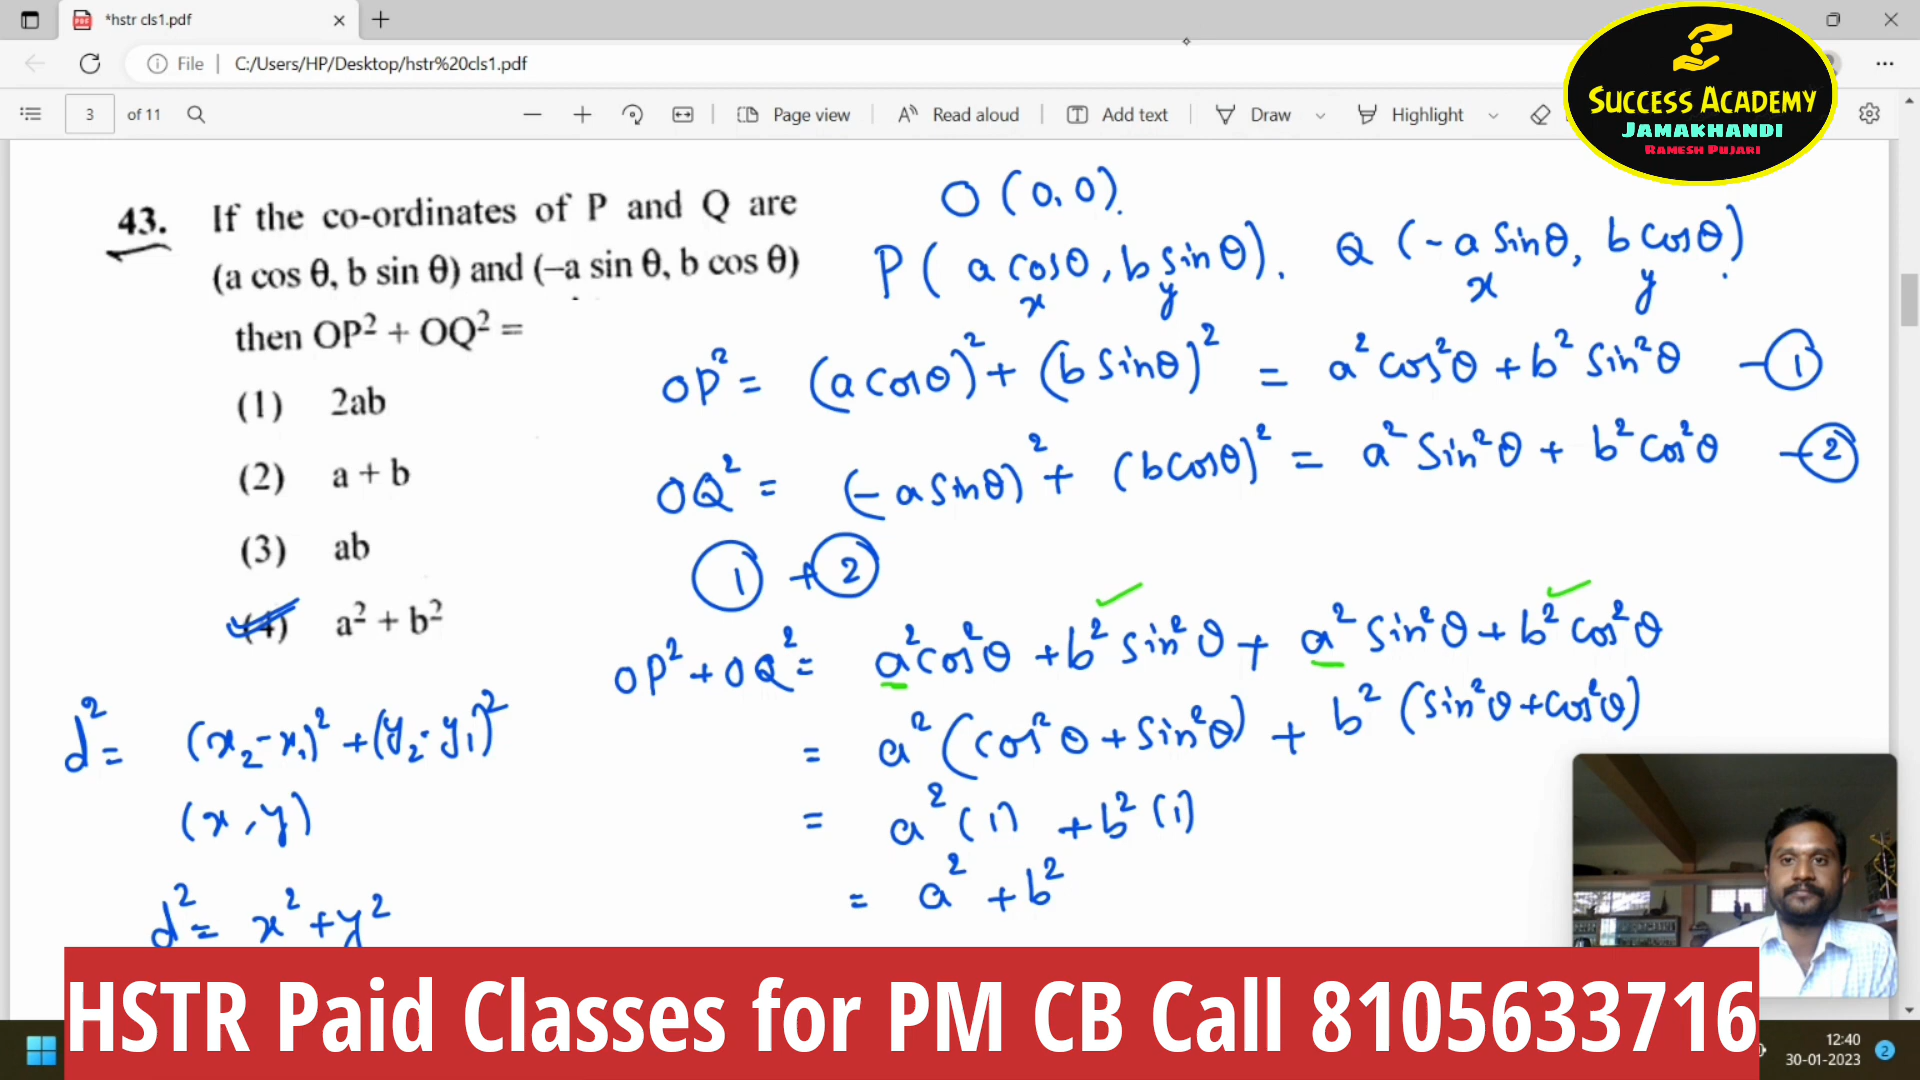 *hstr cls1.pdf
File | C:/Users/HP/Desktop/hstr%20cls1.pdf
3 of 11
Page view
Read aloud
Add text
Draw
Highlight
SUCCESS ACADEMY
JAMAKHANDI
RAMESH PUJARI
43. If the co-ordinates of P and Q are
(a cos θ, b sin θ) and (–a sin θ, b cos θ)
then OP² + OQ² =
(1) 2ab
(2) a + b
(3) ab
(4) a² + b²
d² = (x₂-x₁)² + (y₂-y₁)²
(x, y)
d² = x² + y²
O (0, 0).
P ( a cosθ, b sinθ). Q (-a sinθ, b cosθ).
x y x y
OP² = (a cosθ)² + (b sinθ)² = a² cos²θ + b² sin²θ — 1
OQ² = (-a sinθ)² + (b cosθ)² = a² sin²θ + b² cos²θ — 2
1 + 2
OP² + OQ² = a² cos²θ + b² sin²θ + a² sin²θ + b² cos²θ
= a² (cos²θ + sin²θ) + b² (sin²θ + cos²θ)
= a² (1) + b² (1)
= a² + b²
HSTR Paid Classes for PM CB Call 8105633716
12:40
30-01-2023
2